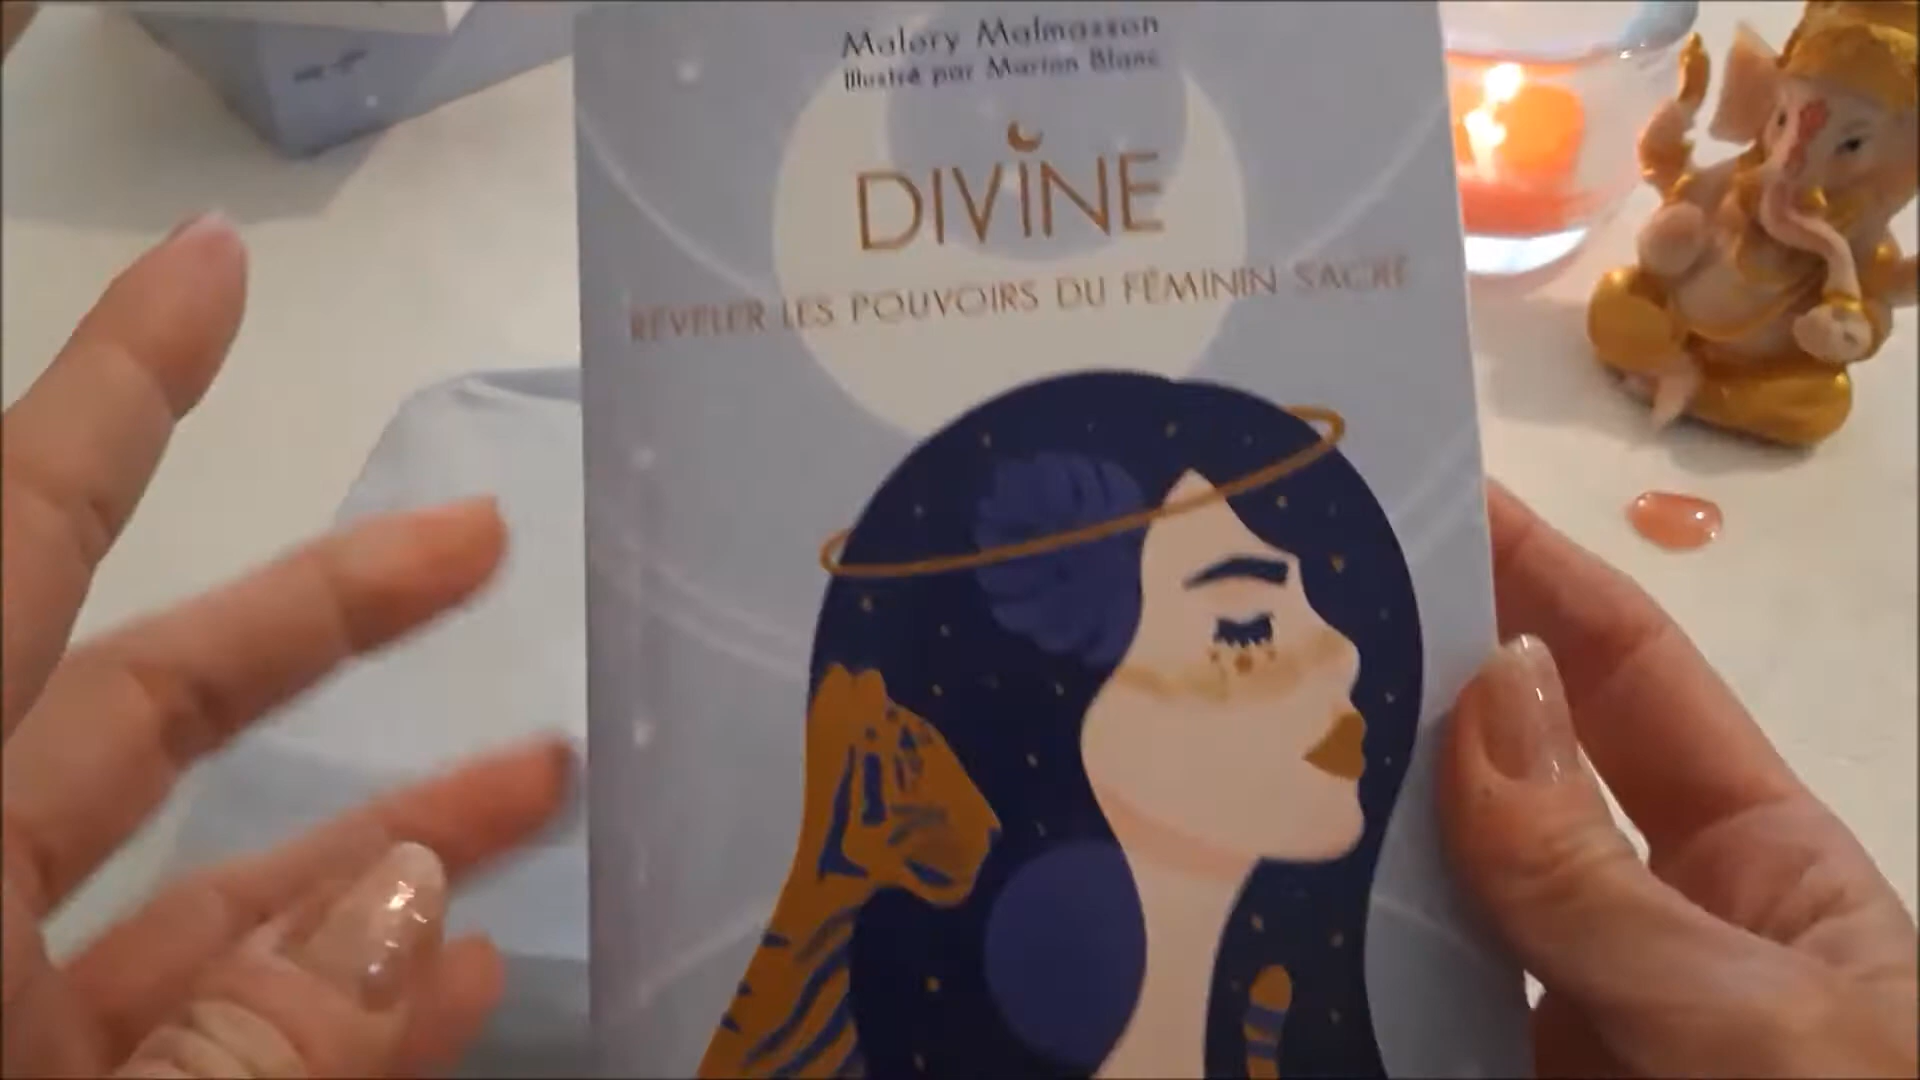 Malory Malmasson
Illustré par Marion Blanc
DIVINE
RÉVÉLER LES POUVOIRS DU FÉMININ SACRÉ